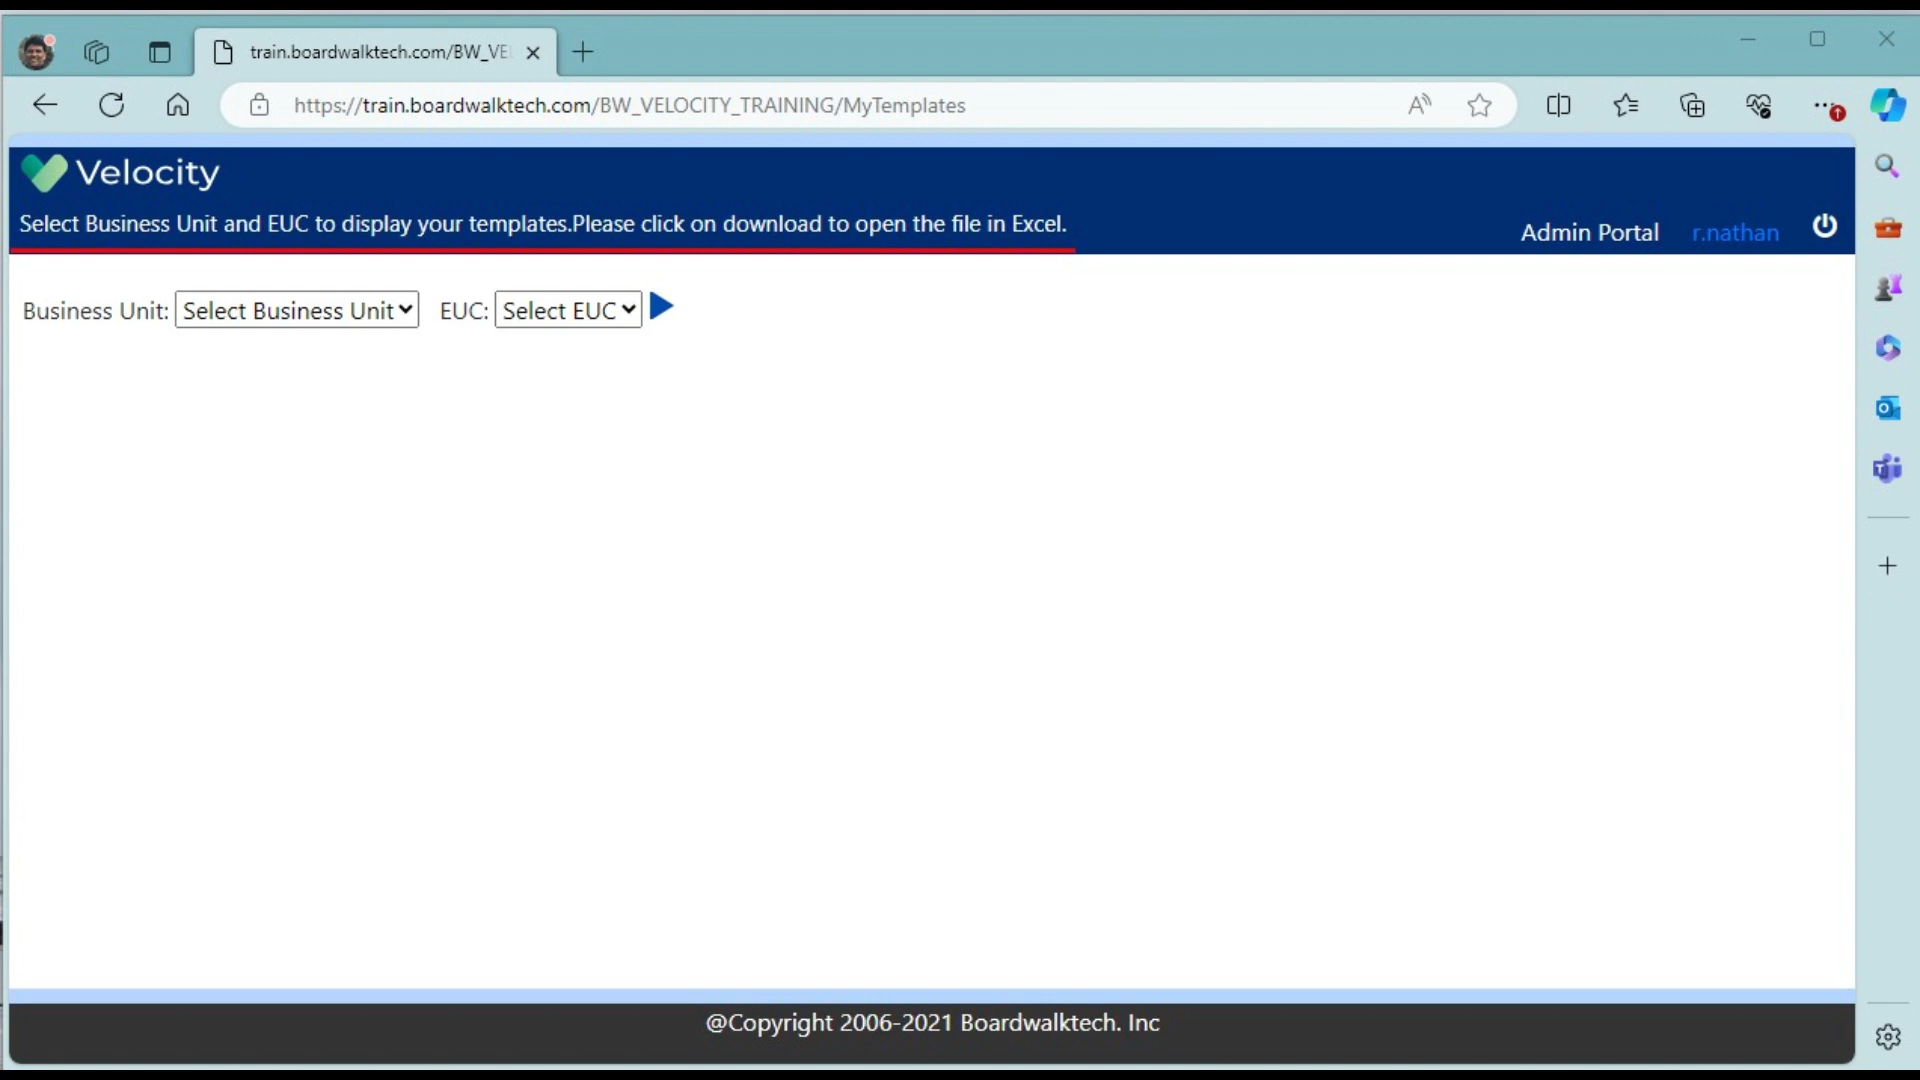 train.boardwalktech.com/BW_VE
https://train.boardwalktech.com/BW_VELOCITY_TRAINING/MyTemplates
Velocity
Select Business Unit and EUC to display your templates.Please click on download to open the file in Excel.
Admin Portal r.nathan
Business Unit: Select Business Unit EUC: Select EUC
@Copyright 2006-2021 Boardwalktech. Inc